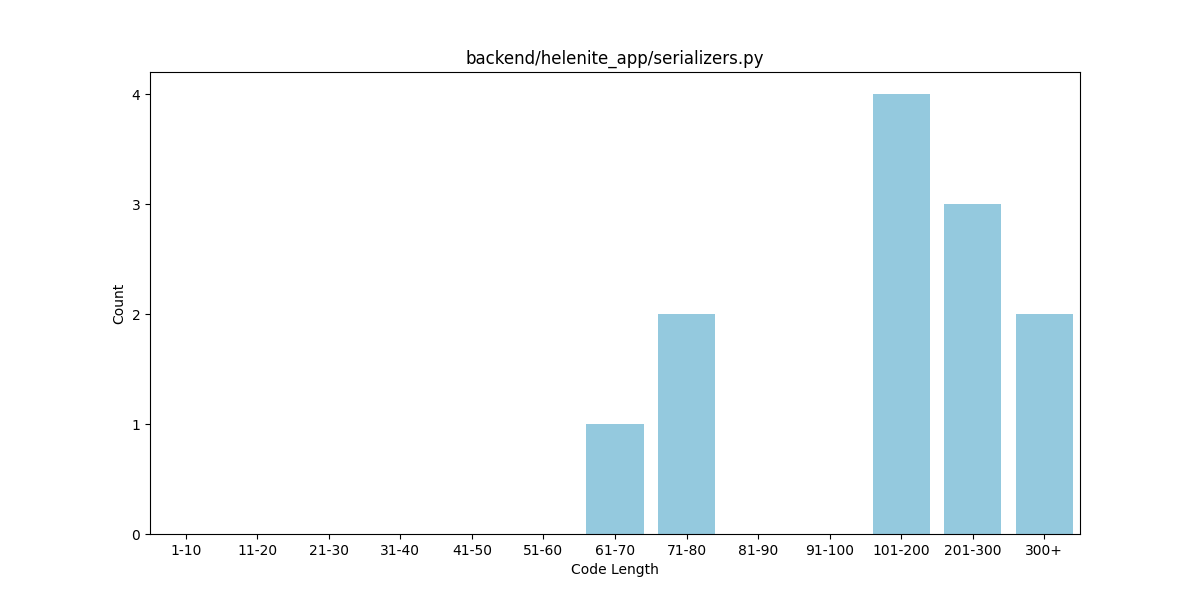 backend/helenite_app/serializers.py
4
3
2
1
0
Count
1-10 11-20 21-30 31-40 41-50 51-60 61-70 71-80 81-90 91-100 101-200 201-300 300+
Code Length